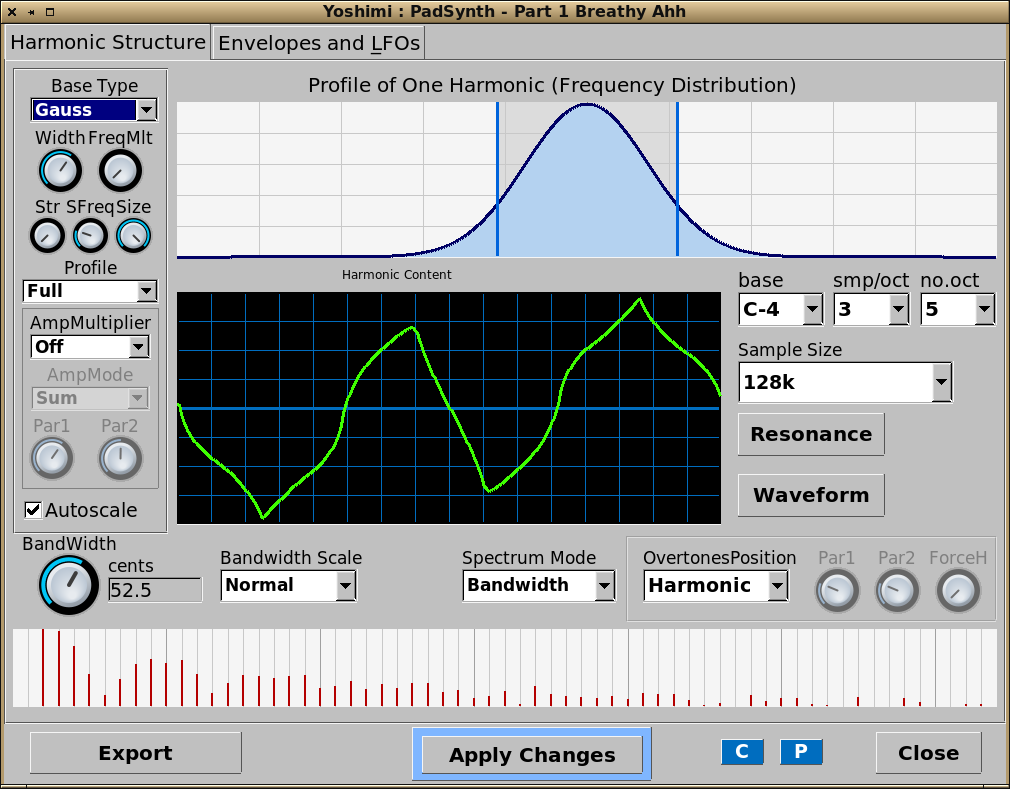 Yoshimi : PadSynth - Part 1 Breathy Ahh
Harmonic Structure
Envelopes and LFOs
Base Type
Gauss
Width FreqMlt
Str SFreq Size
Profile
Full
AmpMultiplier
Off
AmpMode
Sum
Par1 Par2
Autoscale
Profile of One Harmonic (Frequency Distribution)
Harmonic Content
base smp/oct no.oct
C-4 3 5
Sample Size
128k
Resonance
Waveform
BandWidth
cents
52.5
Bandwidth Scale
Normal
Spectrum Mode
Bandwidth
OvertonesPosition
Harmonic
Par1 Par2 ForceH
Export
Apply Changes
C P
Close